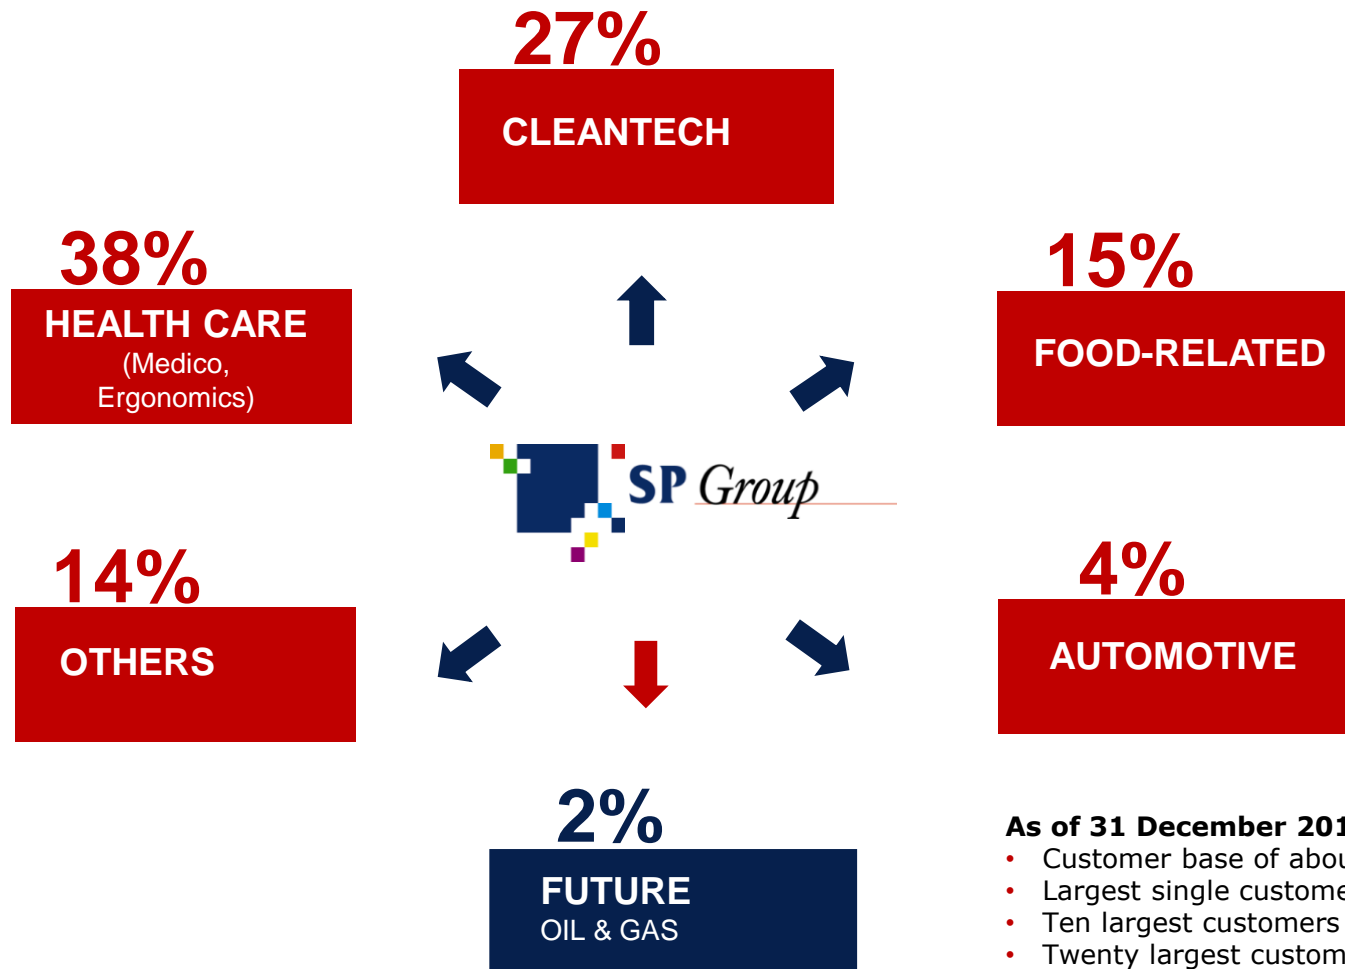 27%
CLEANTECH
38%
HEALTH CARE
(Medico,
Ergonomics)
15%
FOOD-RELATED
SP Group
14%
OTHERS
4%
AUTOMOTIVE
2%
FUTURE
OIL & GAS
As of 31 December
Customer base of
Largest single
Ten largest customers
Twenty largest